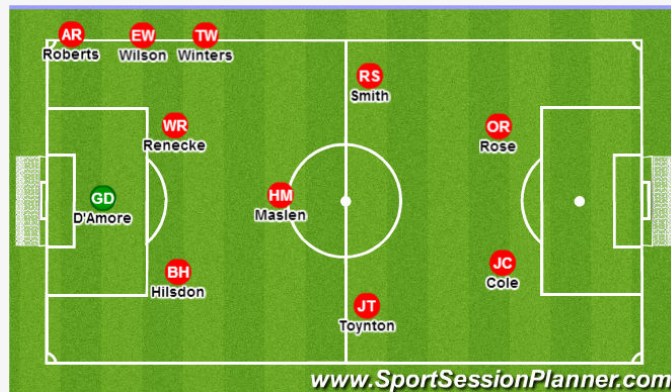 AR
Roberts
EW
Wilson
TW
Winters
RS
Smith
WR
Renecke
OR
Rose
GD
D'Amore
HM
Maslen
BH
Hilsdon
JC
Cole
JT
Toynton
www.SportSessionPlanner.com